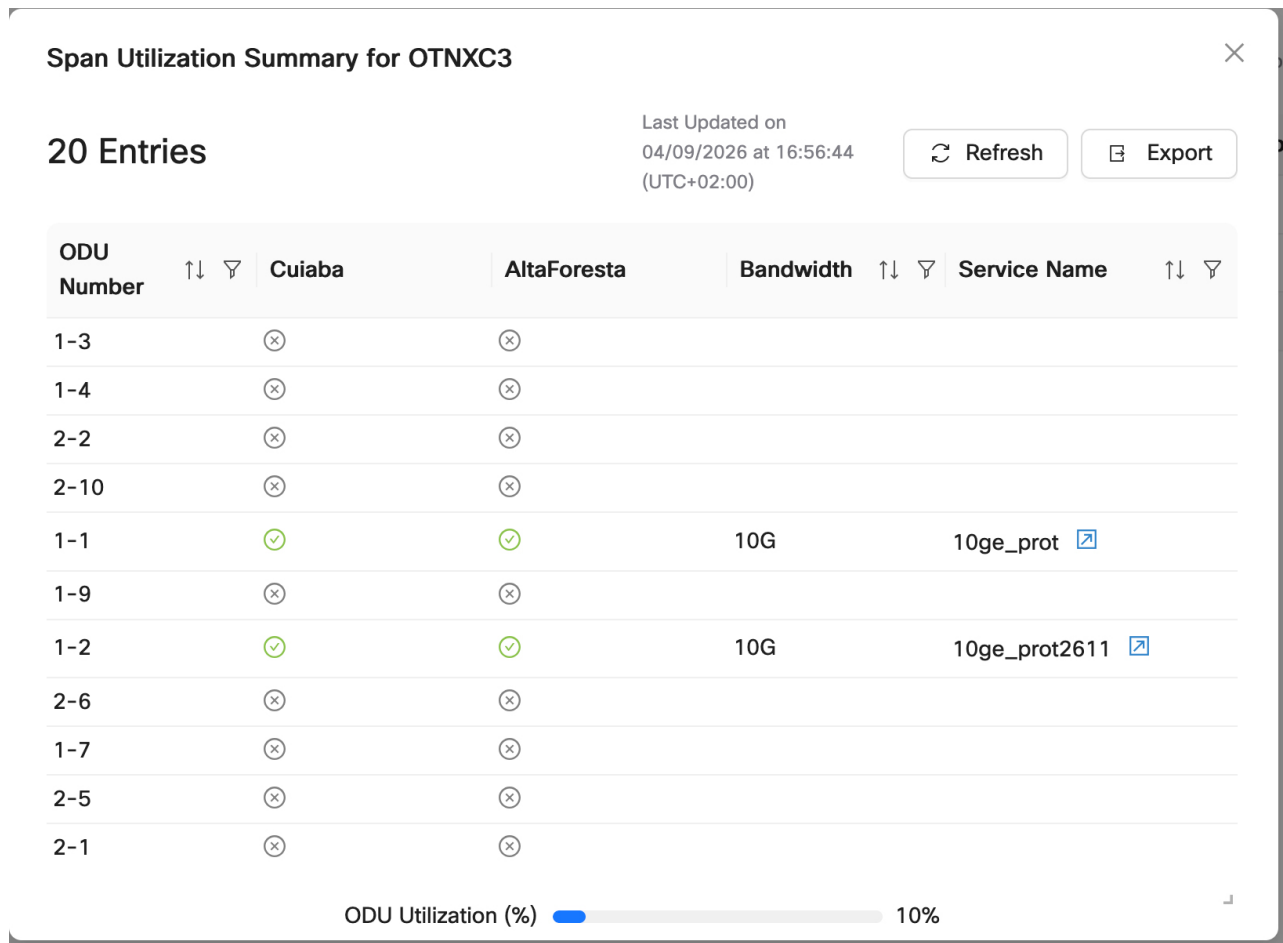 Span Utilization Summary for OTNXC3
20 Entries
Last Updated on
04/09/2026 at 16:56:44
(UTC+02:00)
Refresh
Export
ODU
Number
Cuiaba
AltaForesta
Bandwidth
Service Name
1-3
1-4
2-2
2-10
1-1 10G 10ge_prot
1-9
1-2 10G 10ge_prot2611
2-6
1-7
2-5
2-1
ODU Utilization (%) 10%